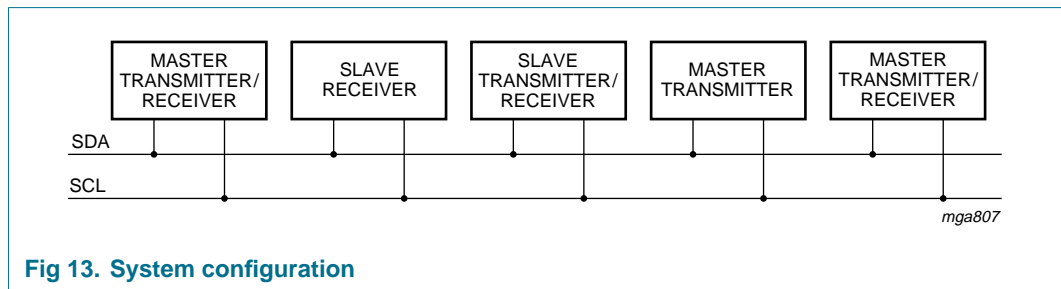 MASTER
TRANSMITTER/
RECEIVER
SLAVE
RECEIVER
SLAVE
TRANSMITTER/
RECEIVER
MASTER
TRANSMITTER
MASTER
TRANSMITTER/
RECEIVER
SDA
SCL
mga807
Fig 13. System configuration